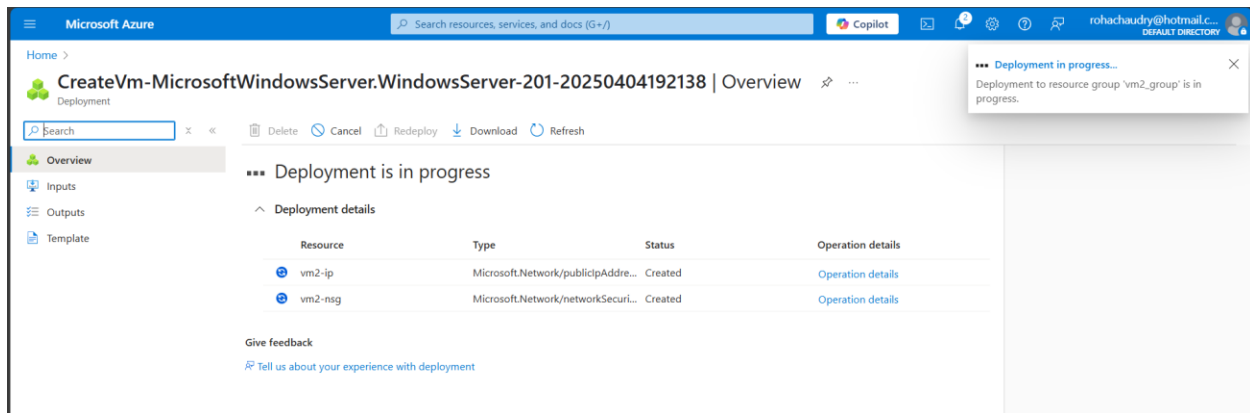 Microsoft Azure
Search resources, services, and docs (G+/)
Copilot
2
rohachaudry@hotmail.c...
DEFAULT DIRECTORY
Home >
CreateVm-MicrosoftWindowsServer.WindowsServer-201-20250404192138 | Overview
Deployment
Deployment in progress...
Deployment to resource group 'vm2_group' is in
progress.
Search
Delete Cancel Redeploy Download Refresh
Overview
Inputs
Outputs
Template
Deployment is in progress
Deployment details
Resource Type Status Operation details
vm2-ip Microsoft.Network/publicIpAddre... Created Operation details
vm2-nsg Microsoft.Network/networkSecuri... Created Operation details
Give feedback
Tell us about your experience with deployment